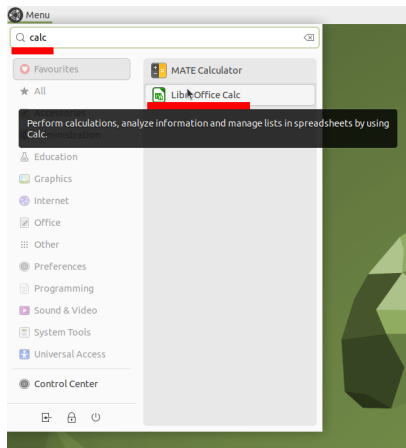 Menu
calc
Favourites
MATE Calculator
All
LibreOffice Calc
Perform calculations, analyze information and manage lists in spreadsheets by using
Calc.
Education
Graphics
Internet
Office
Other
Preferences
Programming
Sound & Video
System Tools
Universal Access
Control Center